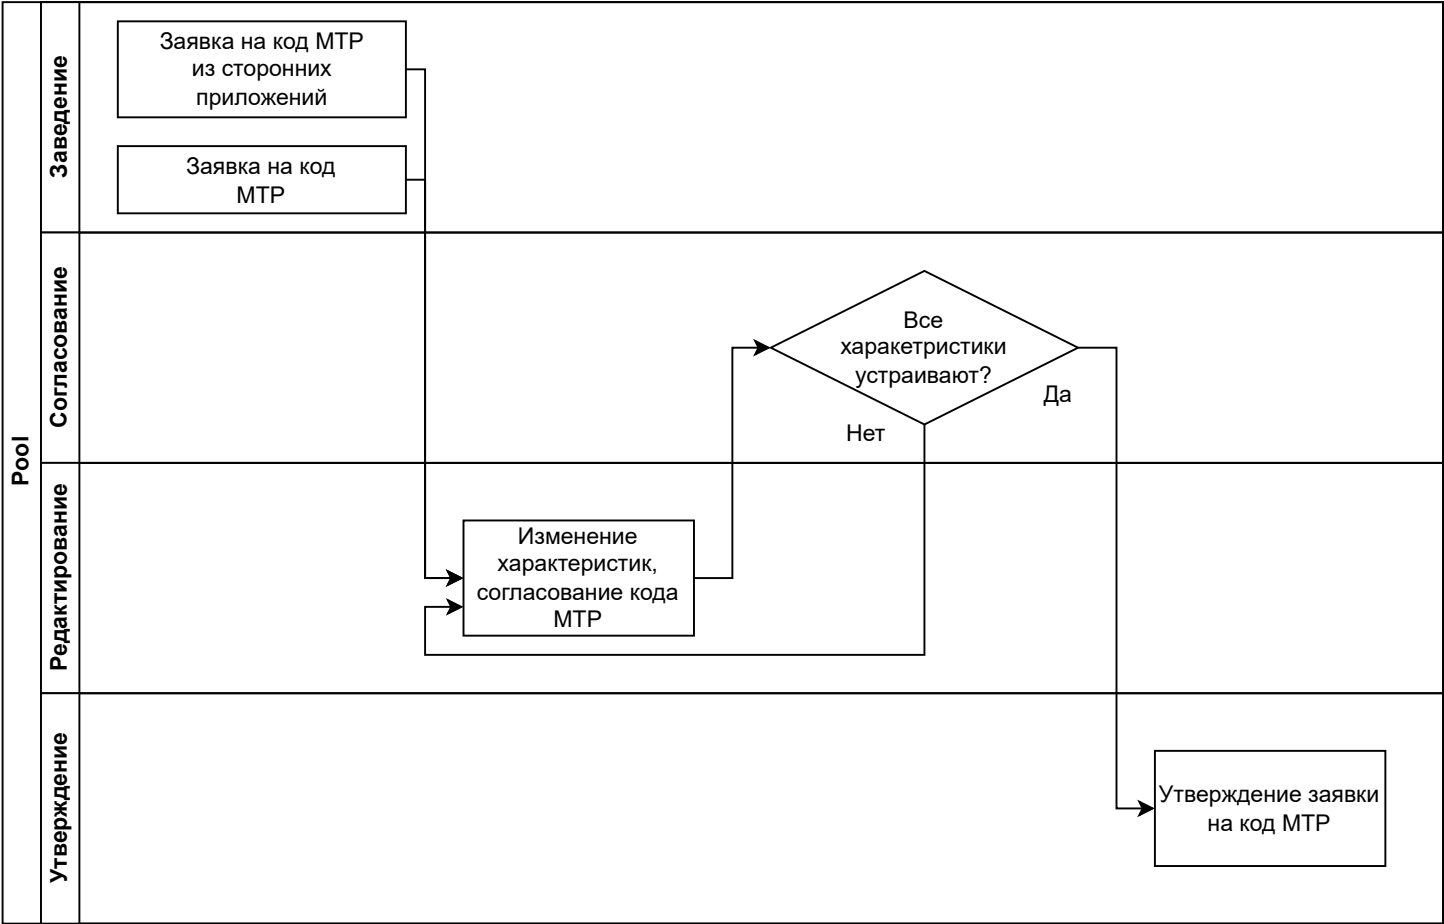 Pool
Заведение
Заявка на код МТР
из сторонних
приложений
Заявка на код
МТР
Согласование
Все
харакетристики
устраивают?
Да
Нет
Редактирование
Изменение
характеристик,
согласование кода
МТР
Утверждение
Утверждение заявки
на код МТР